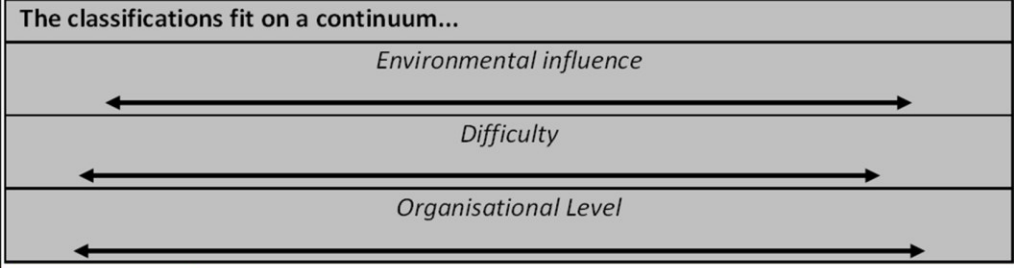 The classifications fit on a continuum...
Environmental influence
Difficulty
Organisational Level